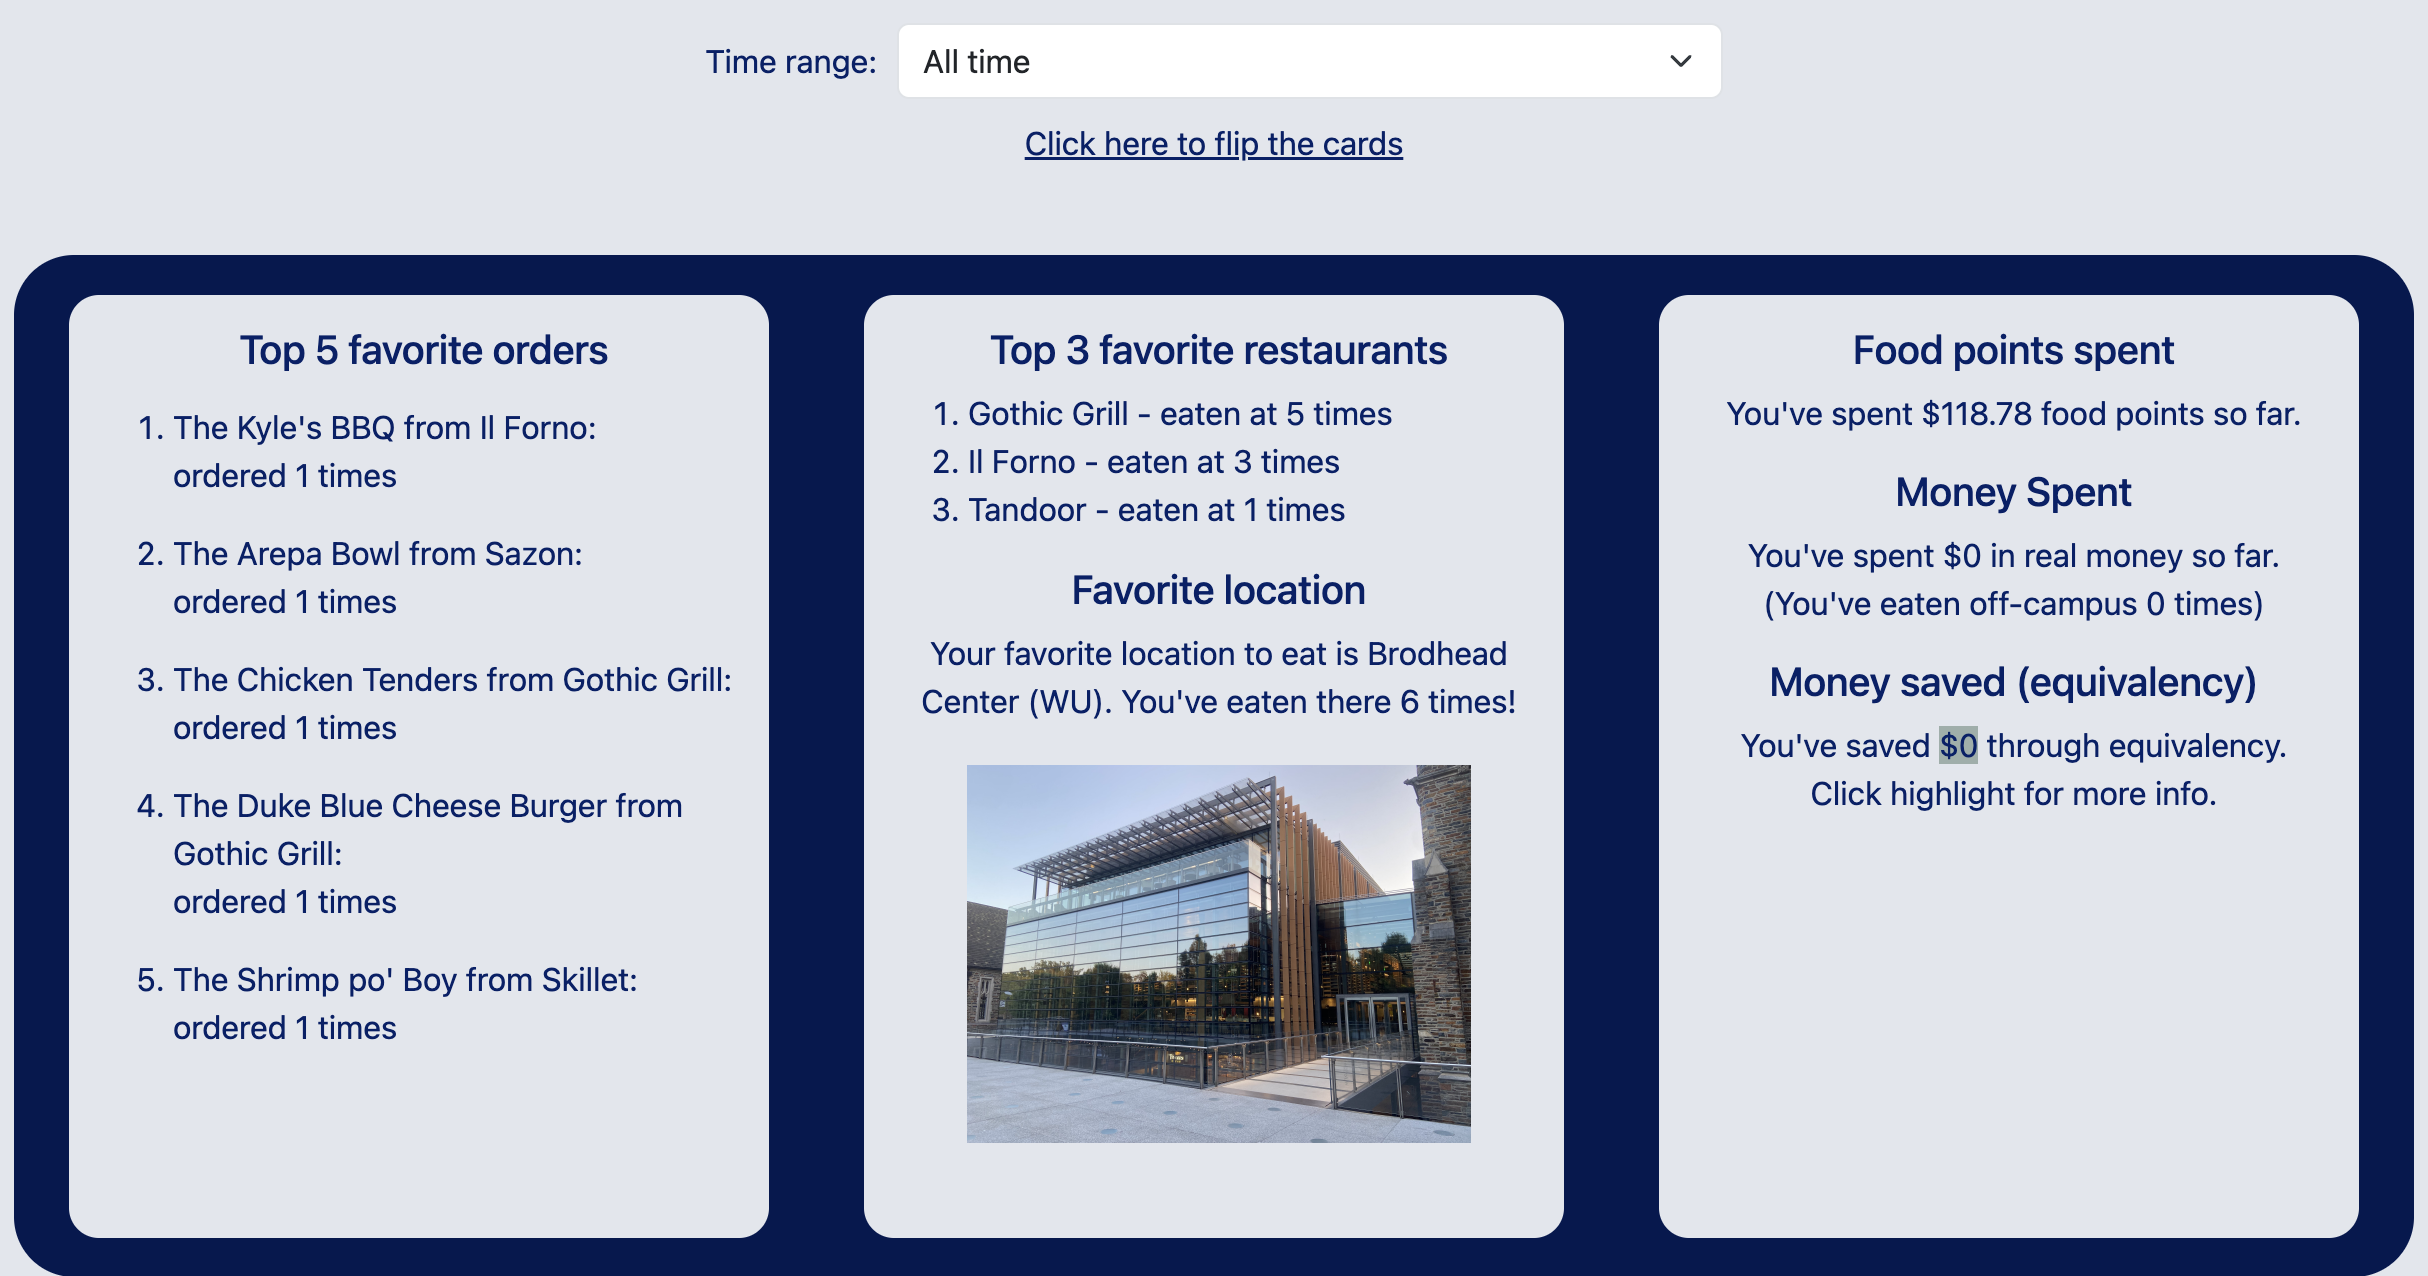 Time range: All time
Click here to flip the cards
Top 5 favorite orders
1. The Kyle's BBQ from Il Forno:
ordered 1 times
2. The Arepa Bowl from Sazon:
ordered 1 times
3. The Chicken Tenders from Gothic Grill:
ordered 1 times
4. The Duke Blue Cheese Burger from
Gothic Grill:
ordered 1 times
5. The Shrimp po' Boy from Skillet:
ordered 1 times
Top 3 favorite restaurants
1. Gothic Grill - eaten at 5 times
2. Il Forno - eaten at 3 times
3. Tandoor - eaten at 1 times
Favorite location
Your favorite location to eat is Brodhead
Center (WU). You've eaten there 6 times!
Food points spent
You've spent $118.78 food points so far.
Money Spent
You've spent $0 in real money so far.
(You've eaten off-campus 0 times)
Money saved (equivalency)
You've saved $0 through equivalency.
Click highlight for more info.